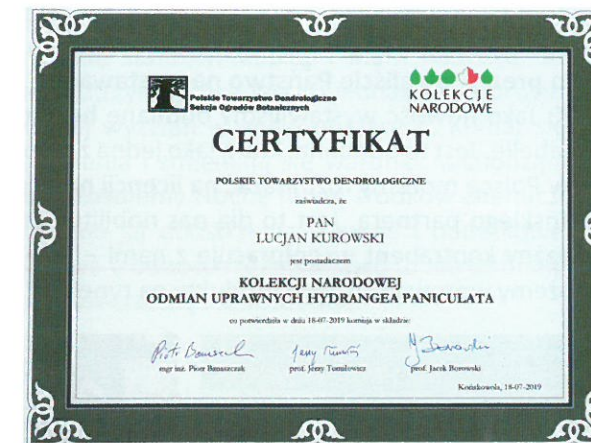 Polskie Towarzystwo Dendrologiczne
Sekcja Ogrodów Botanicznych
KOLEKCJE
NARODOWE
CERTYFIKAT
POLSKIE TOWARZYSTWO DENDROLOGICZNE
zaświadcza, że
PAN
LUCJAN KUROWSKI
jest posiadaczem
KOLEKCJI NARODOWEJ
ODMIAN UPRAWNYCH HYDRANGEA PANICULATA
co potwierdziła w dniu 18-07-2019 komisja w składzie:
mgr inż. Piotr Banaszczak
prof. Jerzy Tumiłowicz
prof. Jacek Borowski
Końskowola, 18-07-2019